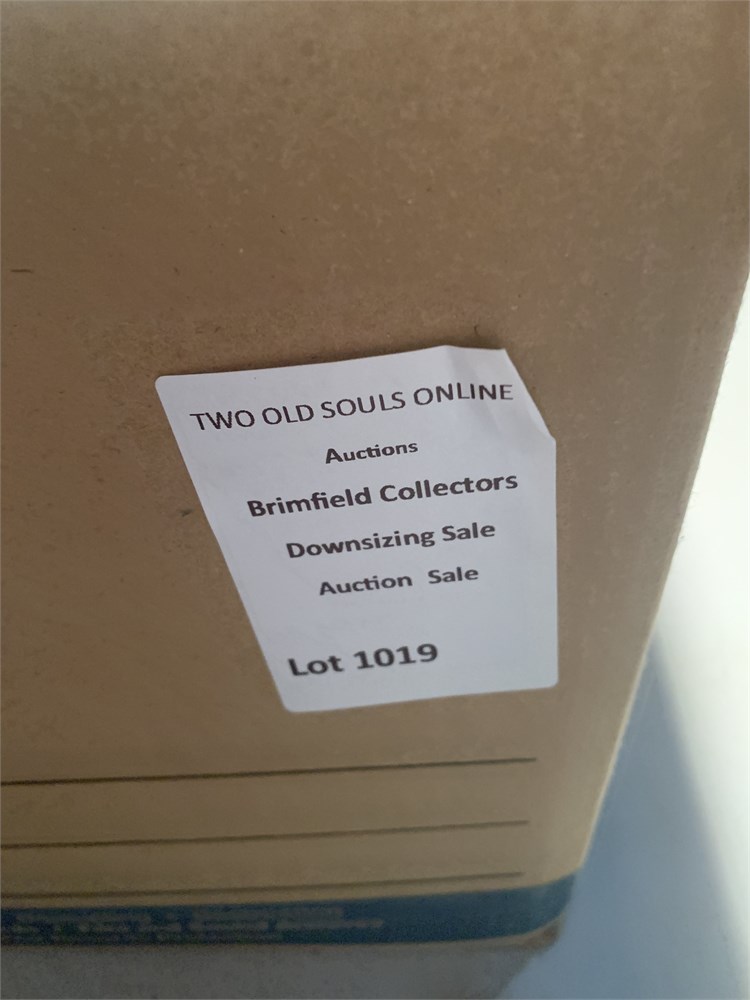 TWO OLD SOULS ONLINE
Auctions
Brimfield Collectors
Downsizing Sale
Auction Sale
Lot 1019